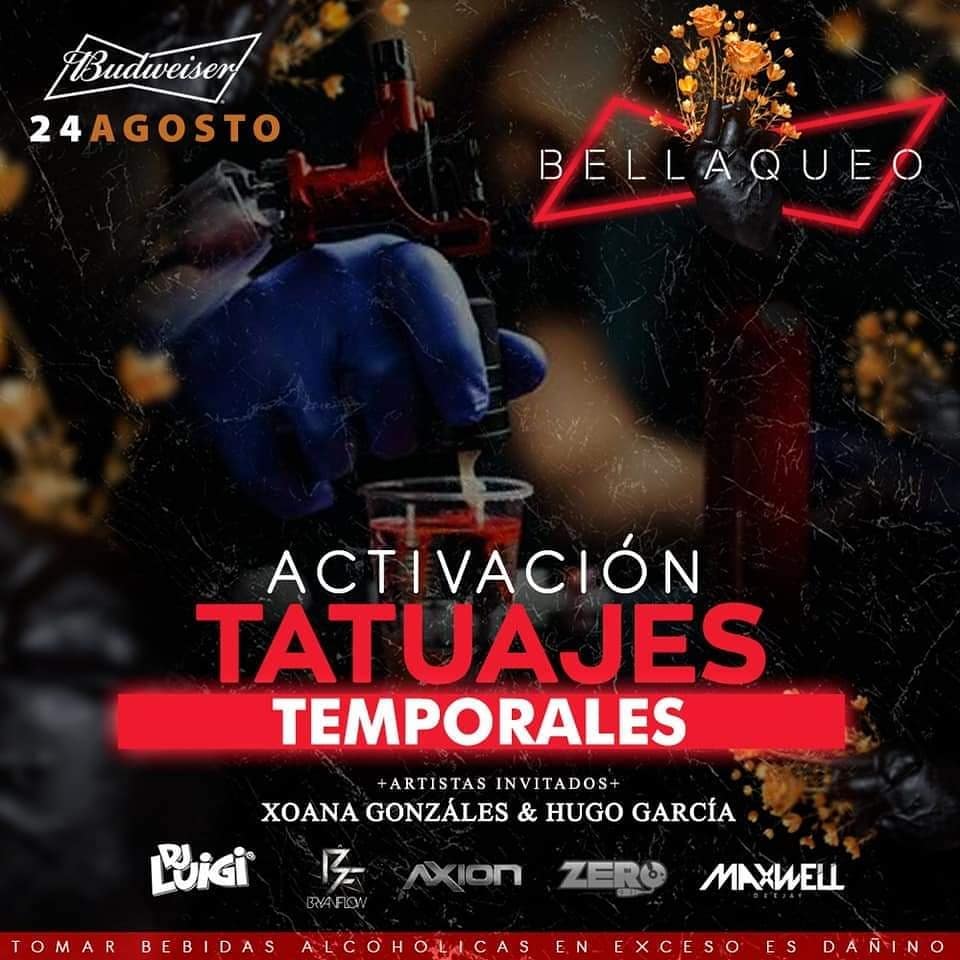 Budweiser
24AGOSTO
BELLAQUEO
ACTIVACIÓN
TATUAJES
TEMPORALES
+ARTISTAS INVITADOS+
XOANA GONZÁLES & HUGO GARCÍA
DJ LUIGI
BRYANFLOW
AXION
ZERO
MAXWELL
DEEJAY
TOMAR BEBIDAS ALCOHOLICAS EN EXCESO ES DAÑINO